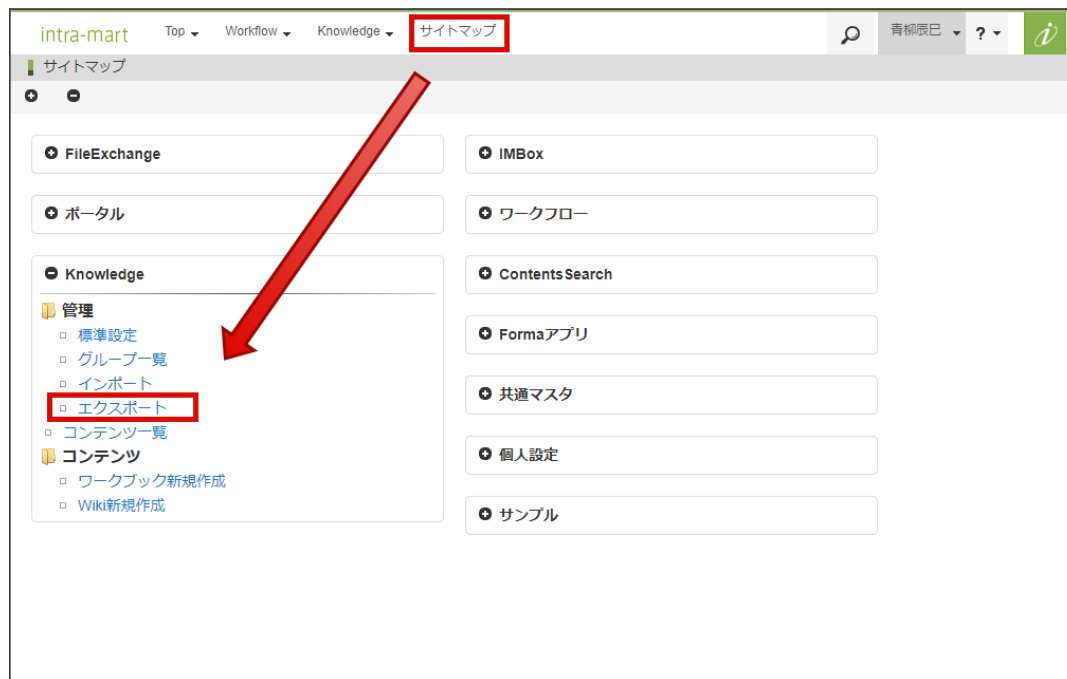 intra-mart Top Workflow Knowledge サイトマップ 青柳辰巳 ?
サイトマップ
FileExchange
ポータル
Knowledge
管理
標準設定
グループ一覧
インポート
エクスポート
コンテンツ一覧
コンテンツ
ワークブック新規作成
Wiki新規作成
IMBox
ワークフロー
ContentsSearch
Formaアプリ
共通マスタ
個人設定
サンプル